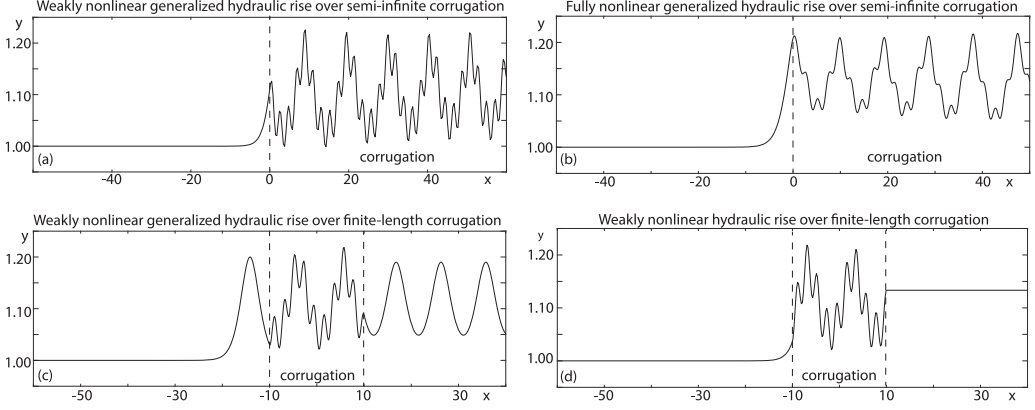 Weakly nonlinear generalized hydraulic rise over semi-infinite corrugation
y
1.20
1.10
1.00
(a)
corrugation
-40 -20 0 20 40 x
Fully nonlinear generalized hydraulic rise over semi-infinite corrugation
y
1.20
1.10
1.00
(b)
corrugation
-40 -20 0 20 40 x
Weakly nonlinear generalized hydraulic rise over finite-length corrugation
y
1.20
1.10
1.00
(c)
corrugation
-50 -30 -10 10 30 x
Weakly nonlinear hydraulic rise over finite-length corrugation
y
1.20
1.10
1.00
(d)
corrugation
-50 -30 -10 10 30 x